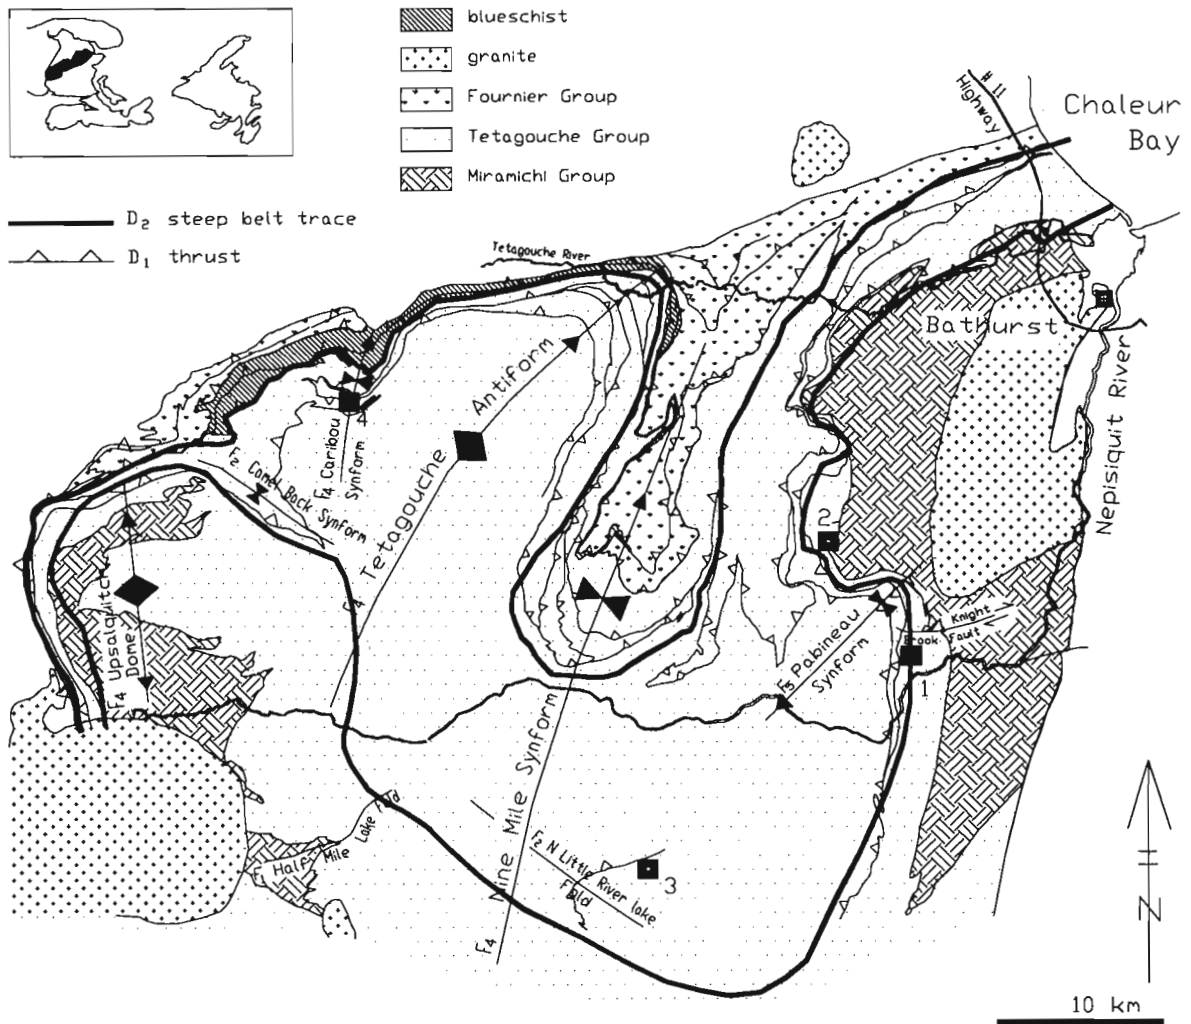 blueschist
granite
Fournier Group
Tetagouche Group
Miramichi Group
D2 steep belt trace
D1 thrust
# 11
Highway
Chaleur
Bay
Tetagouche River
Bathurst
Nepisiquit River
F4 Tetagouche Antiform
4
F4 Caribou
Synform
F2 Camel Back Synform
F4 Upsalquitch
Dome
2
Knight
Brook Fault
1
F5 Pabineau
Synform
F4 Nine Mile Synform
F1 Half Mile Lake Fold
F2 N Little River lake
Fold
3
N
10 km